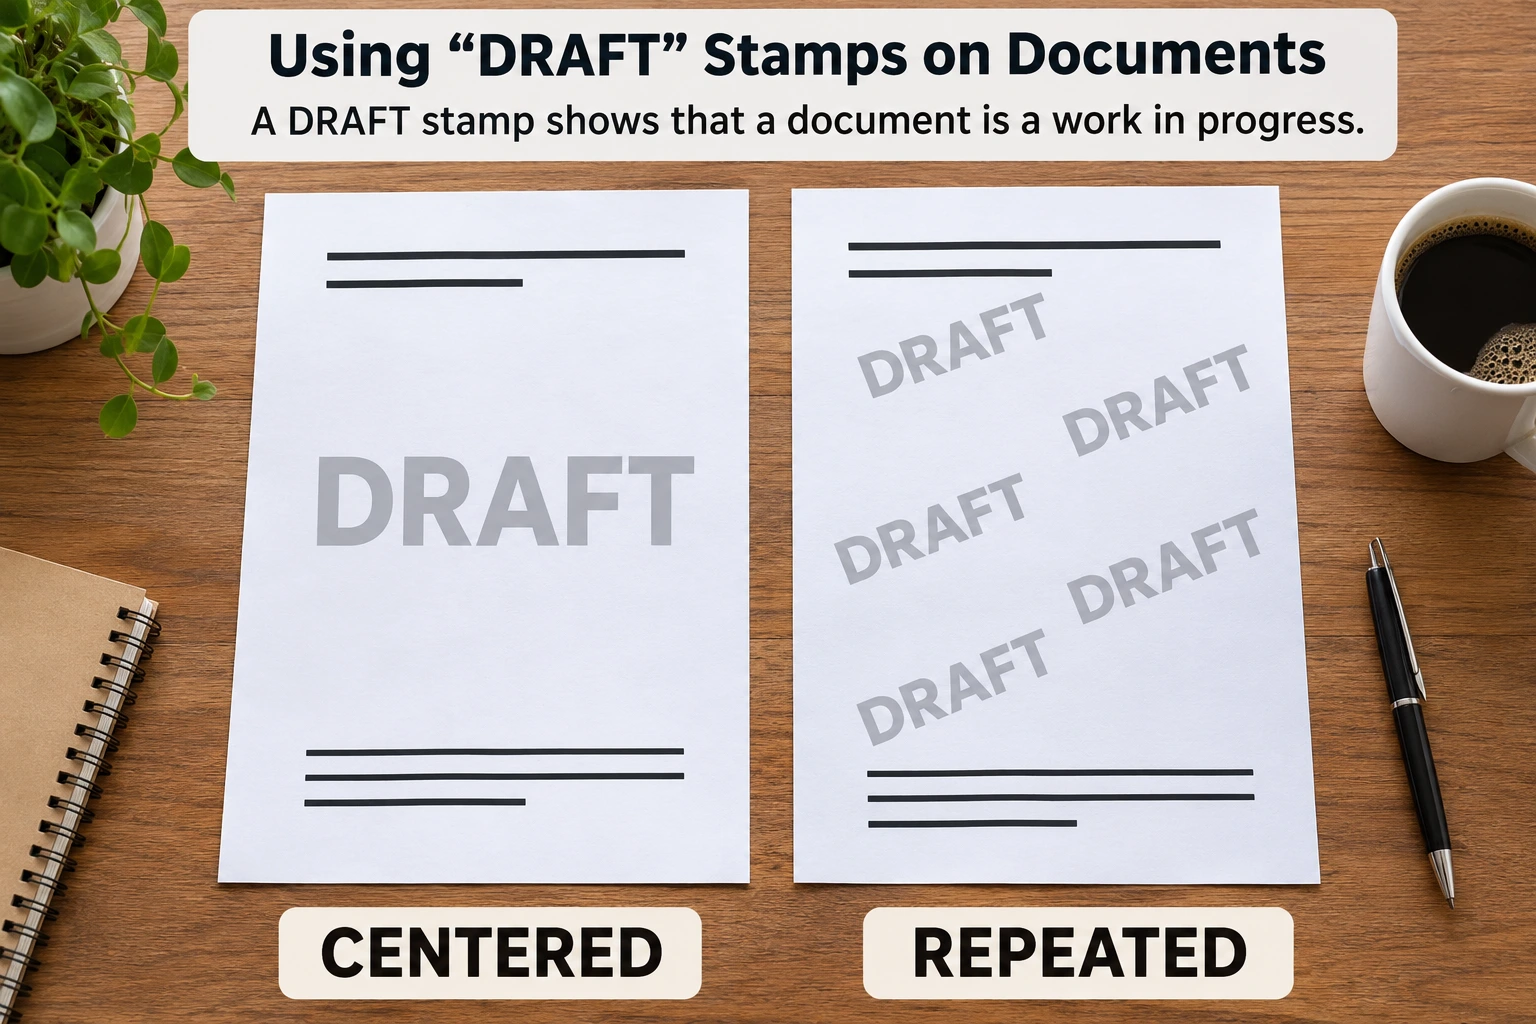 Using “DRAFT” Stamps on Documents
A DRAFT stamp shows that a document is a work in progress.
DRAFT
DRAFT
DRAFT
DRAFT
DRAFT
DRAFT
CENTERED
REPEATED